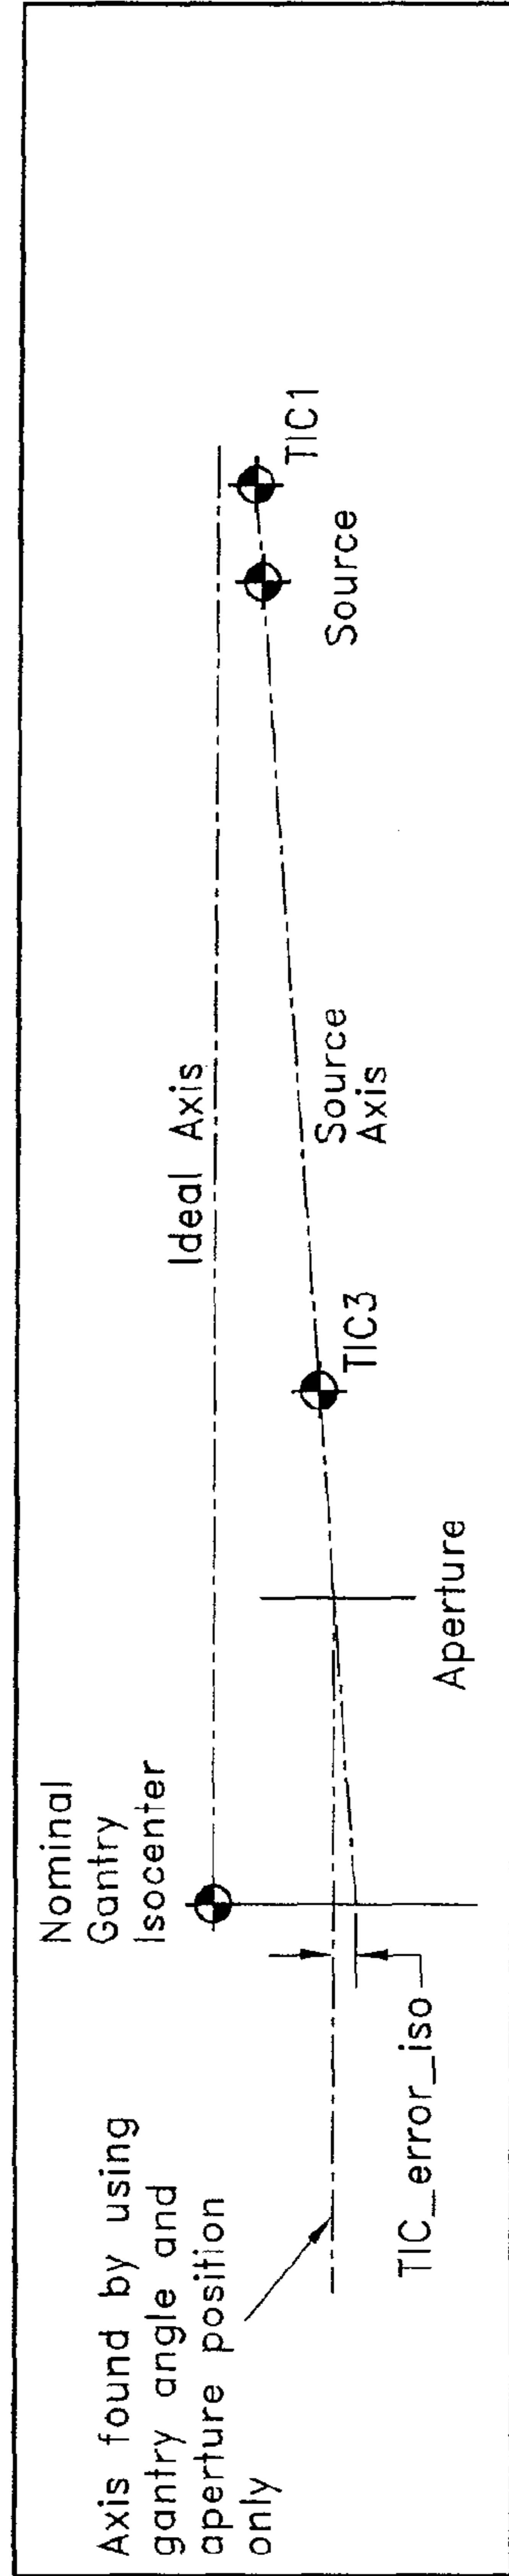 Axis found by using
gantry angle and
aperture position
only
Nominal
Gantry
Isocenter
TIC_error_iso
Aperture
TIC3
Ideal Axis
Source
Axis
Source
TIC1